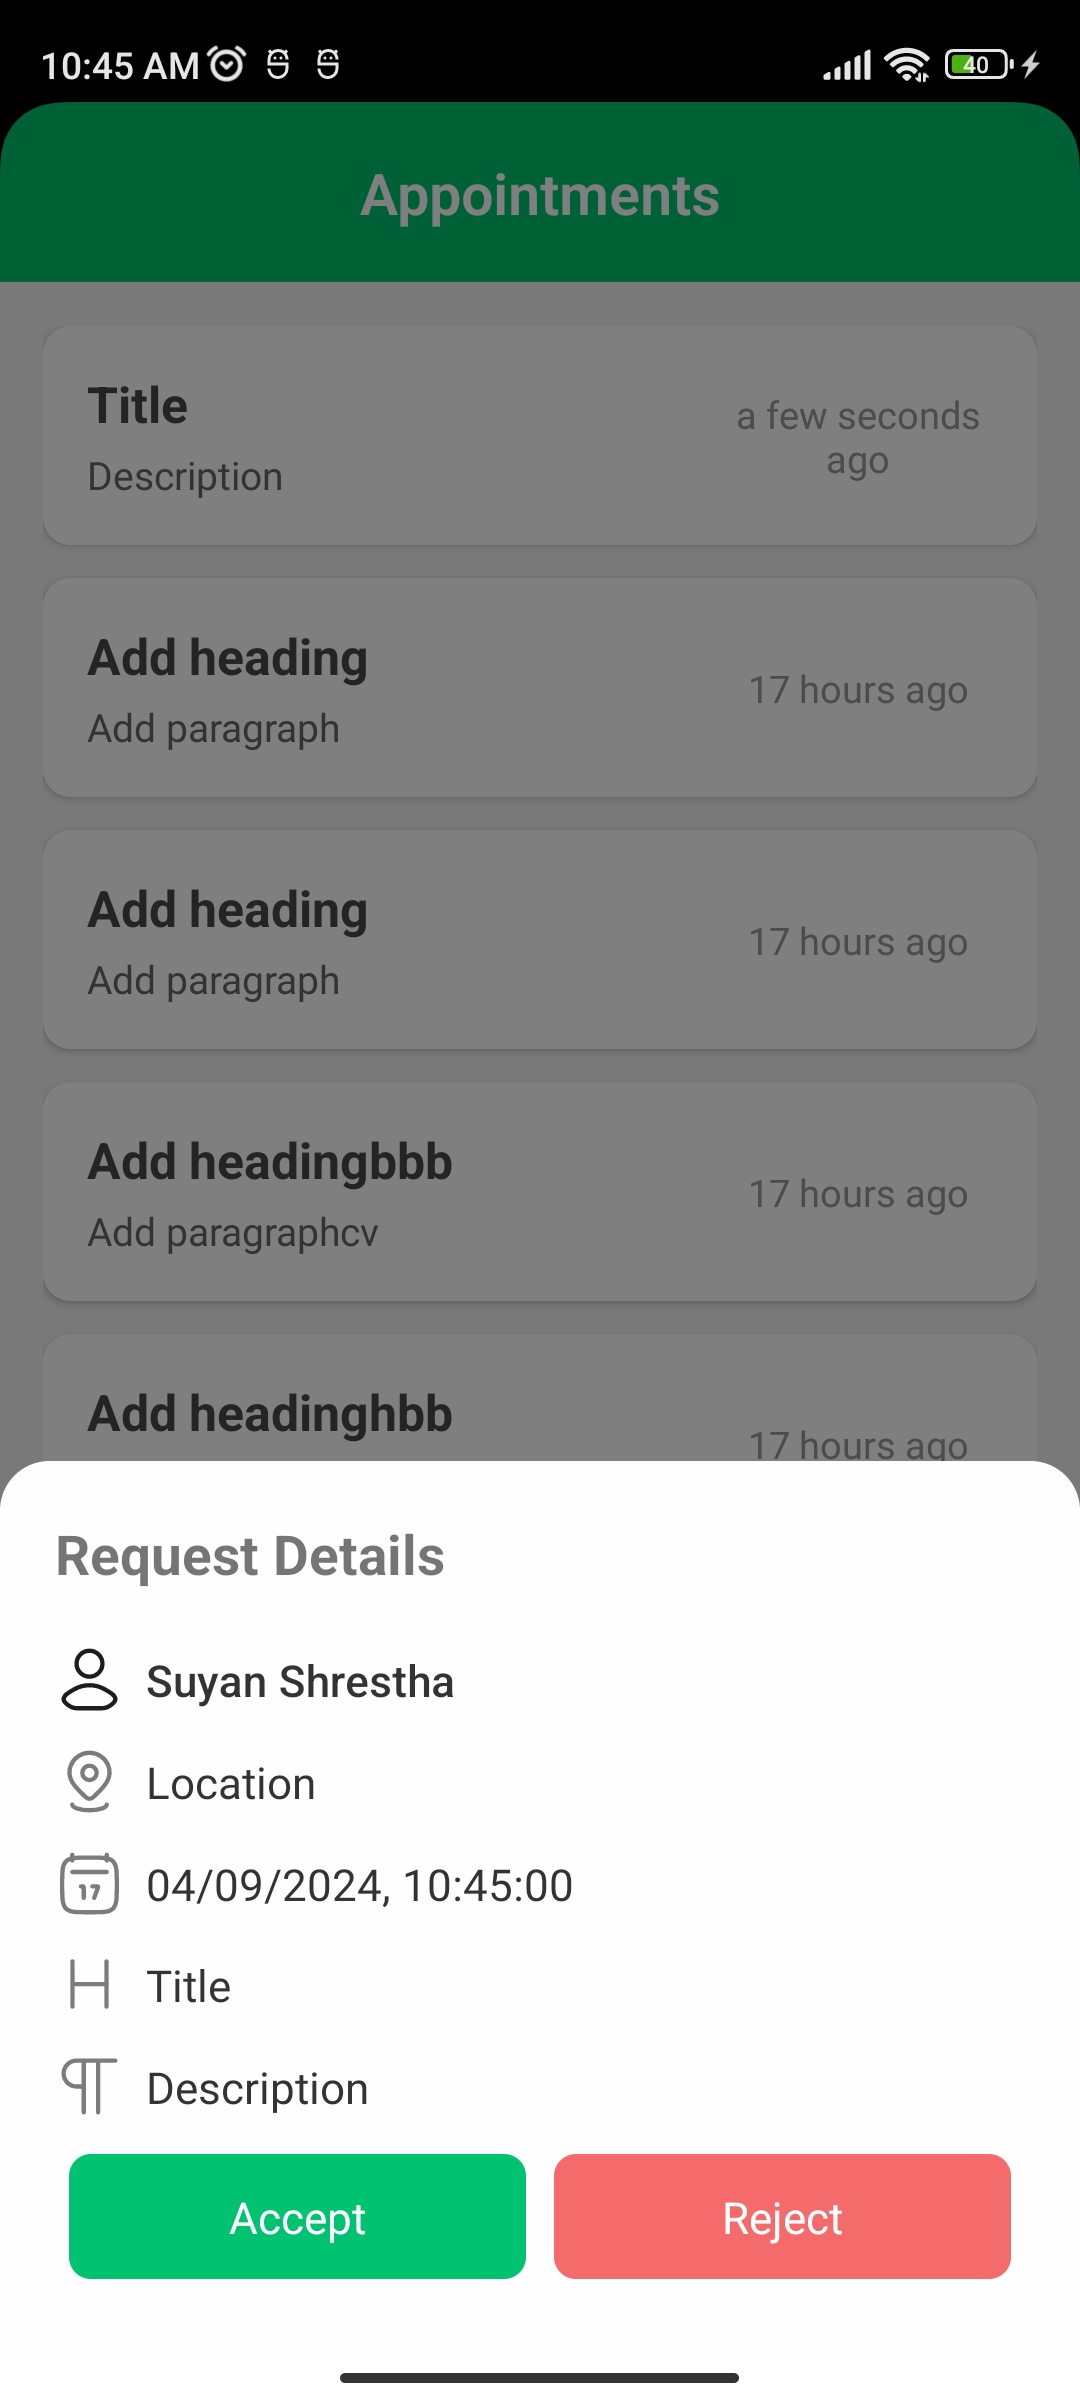 10:45 AM
40
Appointments
Title
a few seconds
ago
Description
Add heading
17 hours ago
Add paragraph
Add heading
17 hours ago
Add paragraph
Add headingbbb
17 hours ago
Add paragraphcv
Add headinghbb
17 hours ago
Request Details
Suyan Shrestha
Location
17
04/09/2024, 10:45:00
Title
Description
Accept
Reject